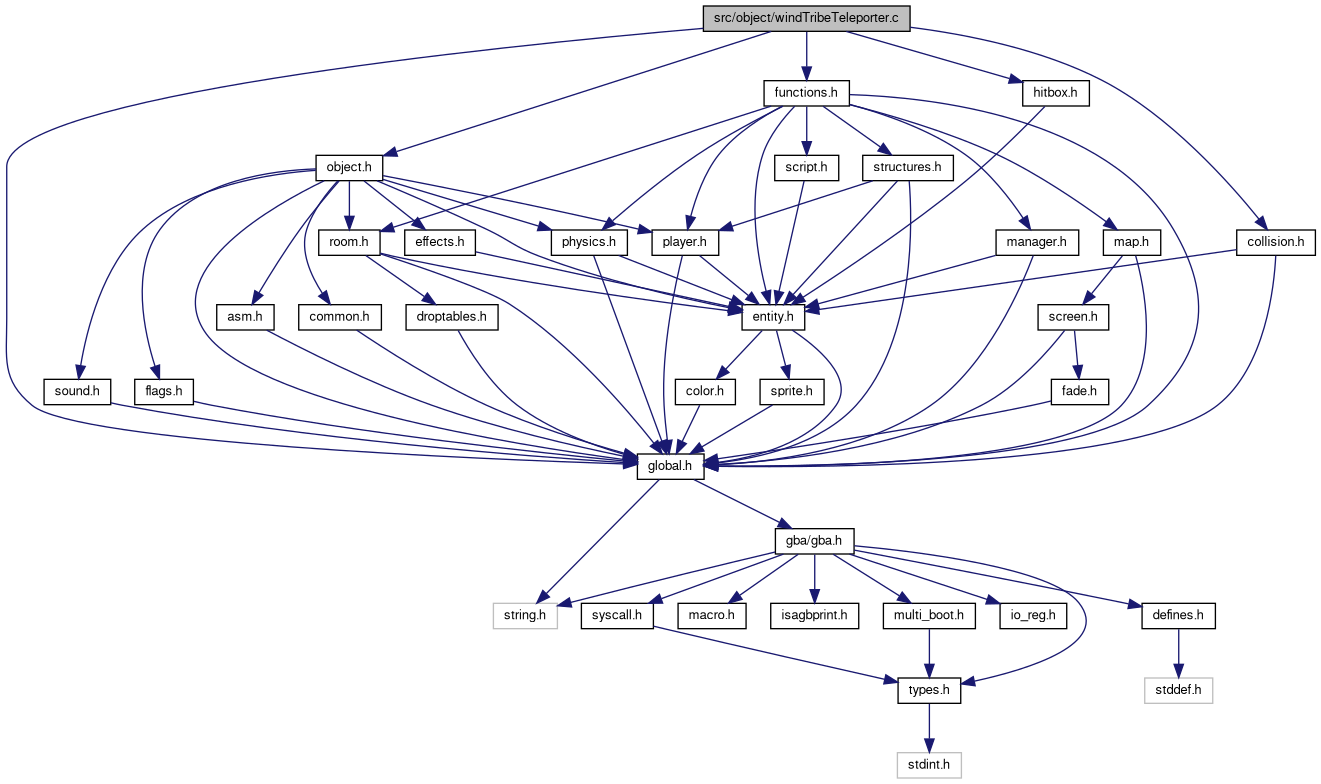 src/object/windTribeTeleporter.c
functions.h
hitbox.h
object.h
script.h
structures.h
room.h
effects.h
physics.h
player.h
manager.h
map.h
collision.h
asm.h
common.h
droptables.h
entity.h
screen.h
sound.h
flags.h
color.h
sprite.h
fade.h
global.h
gba/gba.h
string.h
syscall.h
macro.h
isagbprint.h
multi_boot.h
io_reg.h
defines.h
types.h
stddef.h
stdint.h